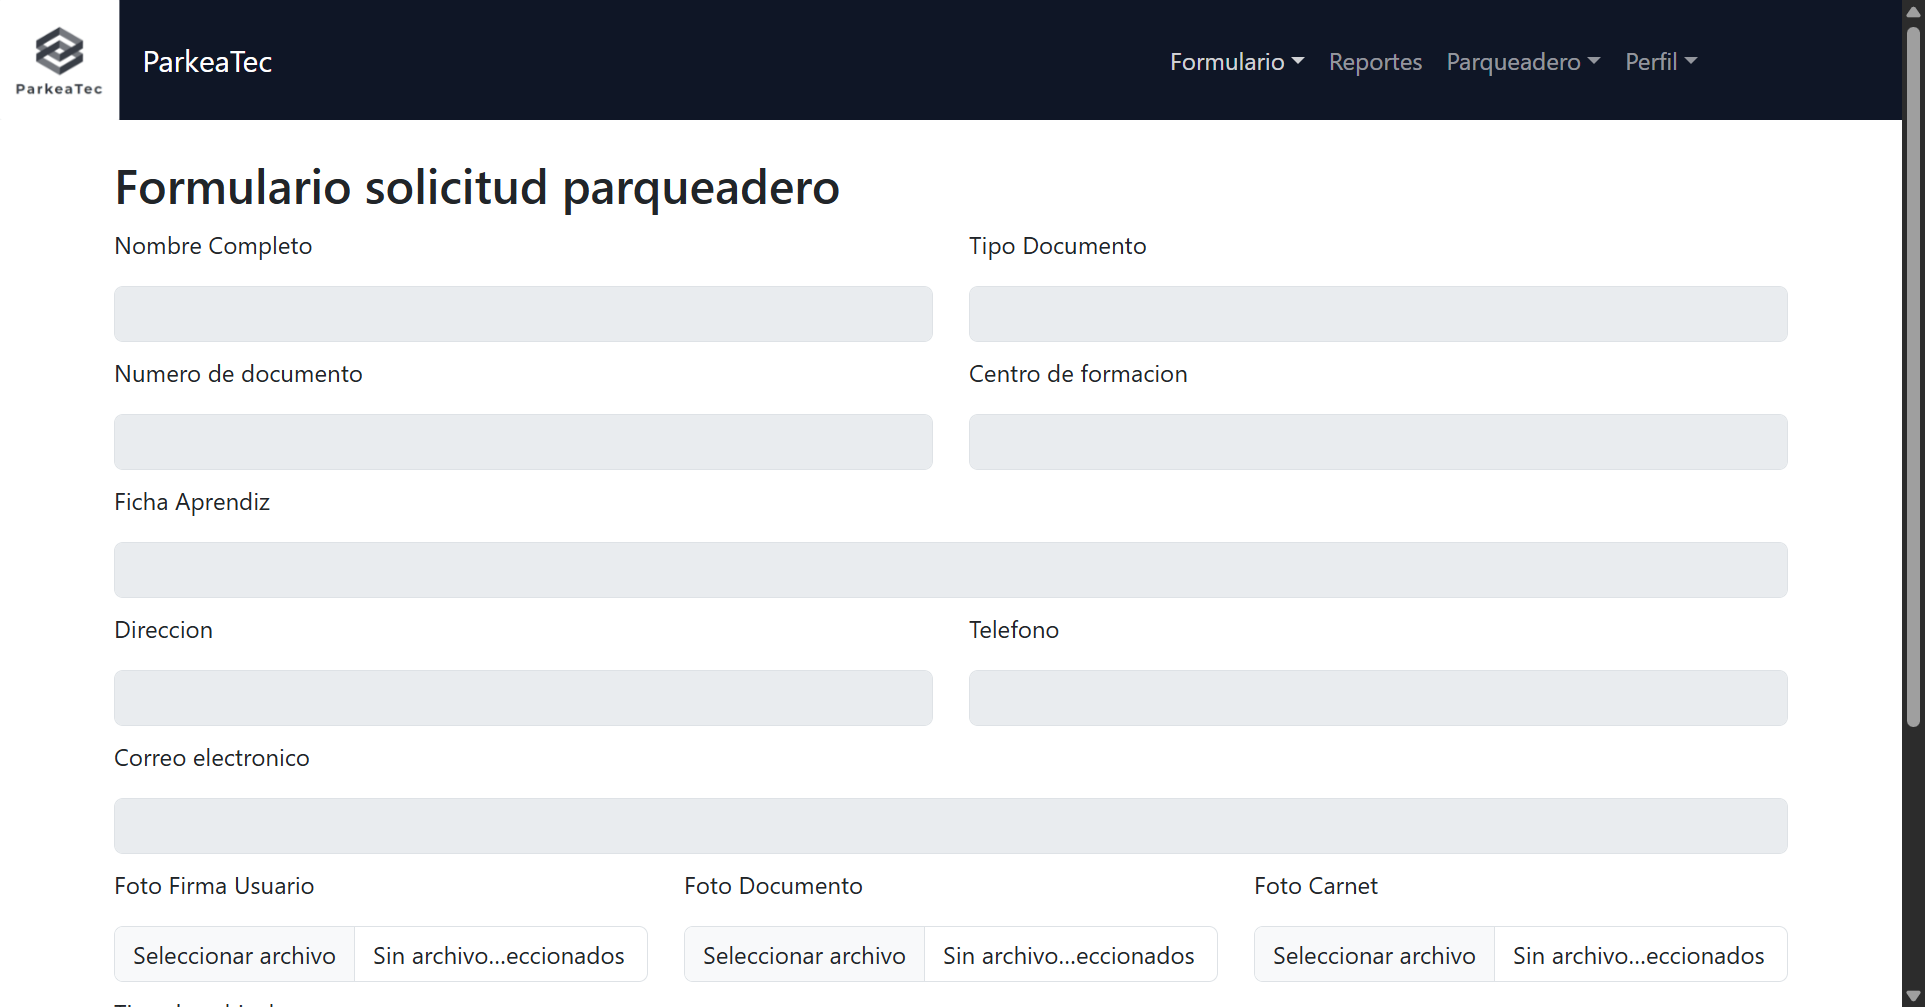 ParkeaTec
ParkeaTec
Formulario Reportes Parqueadero Perfil
Formulario solicitud parqueadero
Nombre Completo Tipo Documento
Numero de documento Centro de formacion
Ficha Aprendiz
Direccion Telefono
Correo electronico
Foto Firma Usuario Foto Documento Foto Carnet
Seleccionar archivo Sin archivo...eccionados Seleccionar archivo Sin archivo...eccionados Seleccionar archivo Sin archivo...eccionados